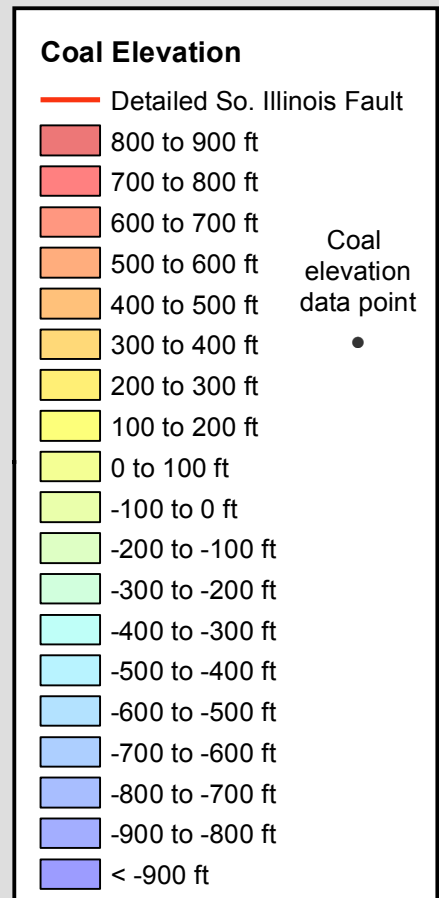 Coal Elevation
Detailed So. Illinois Fault
800 to 900 ft
700 to 800 ft
600 to 700 ft
500 to 600 ft
400 to 500 ft
300 to 400 ft
200 to 300 ft
100 to 200 ft
0 to 100 ft
-100 to 0 ft
-200 to -100 ft
-300 to -200 ft
-400 to -300 ft
-500 to -400 ft
-600 to -500 ft
-700 to -600 ft
-800 to -700 ft
-900 to -800 ft
< -900 ft
Coal
elevation
data point